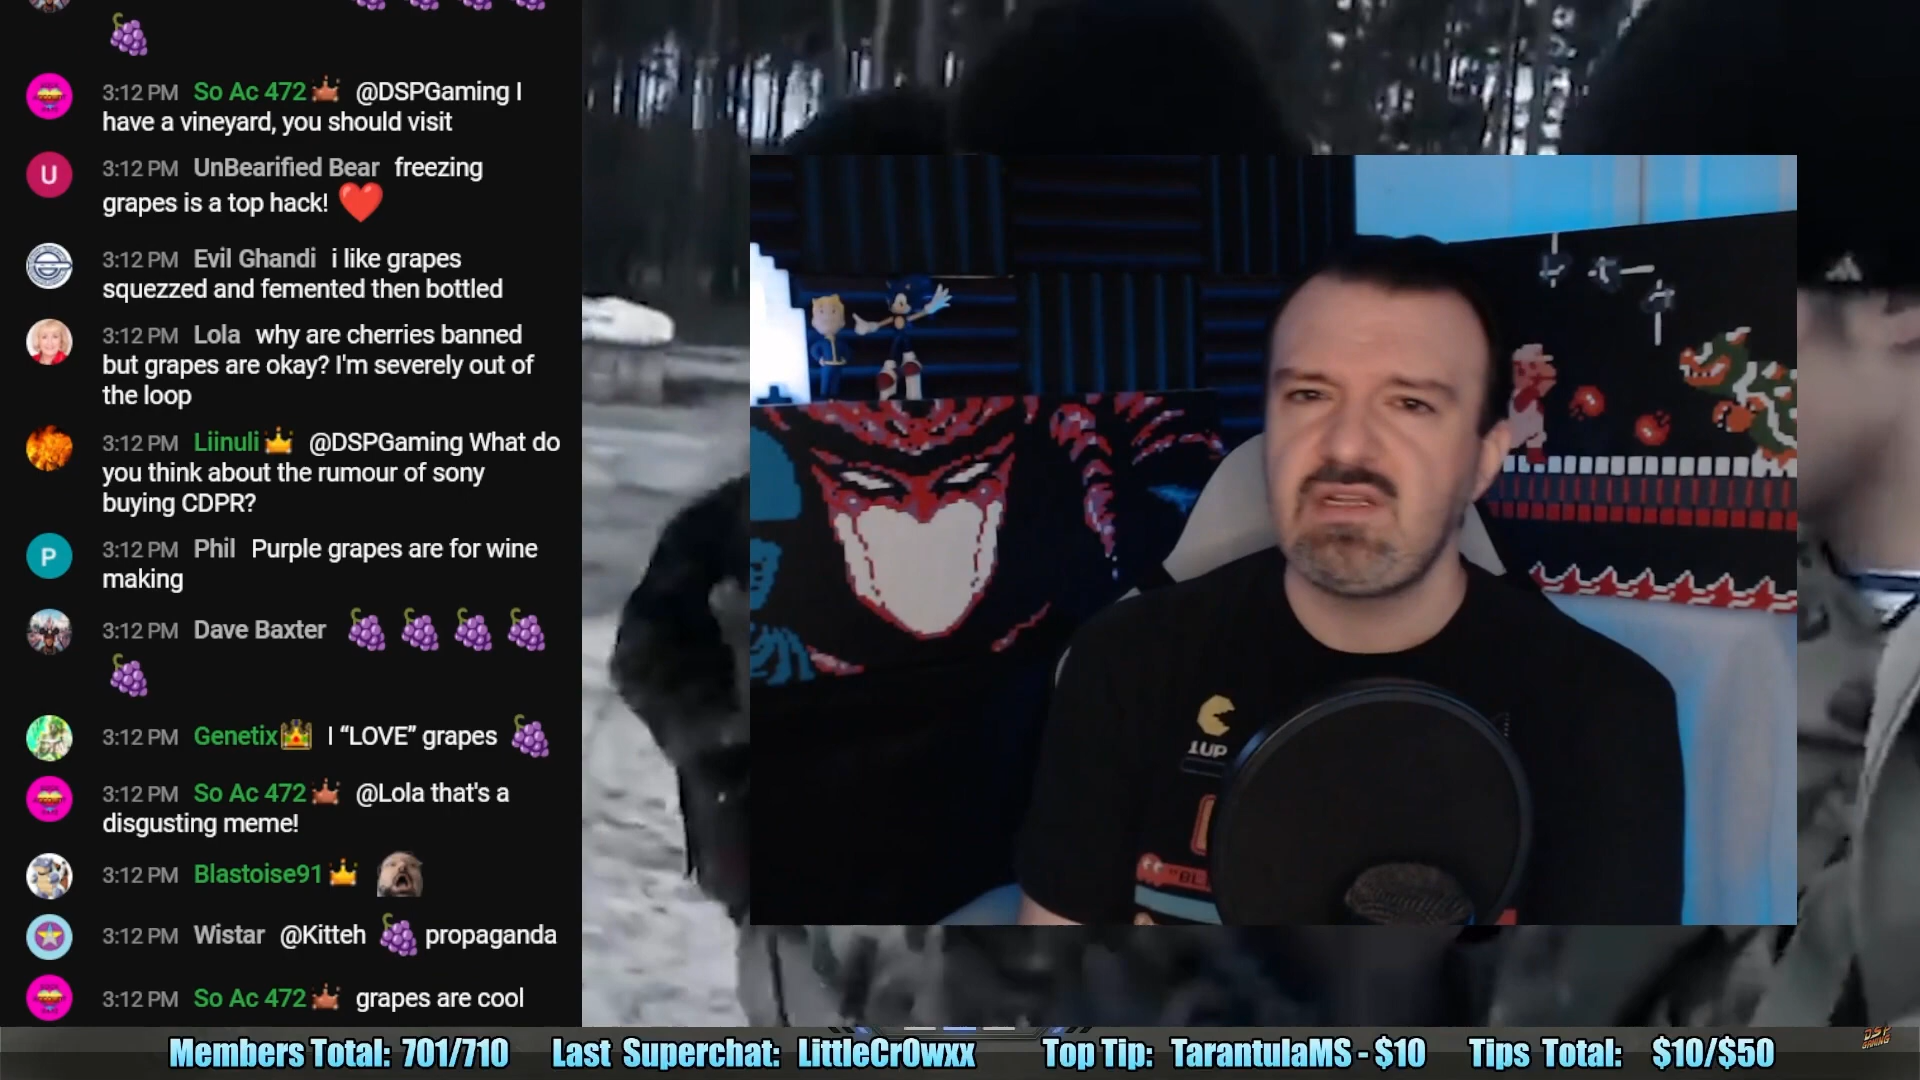 3:12 PM So Ac 472 @DSPGaming I
have a vineyard, you should visit
U
3:12 PM UnBearified Bear freezing
grapes is a top hack!
3:12 PM Evil Ghandi i like grapes
squezzed and femented then bottled
3:12 PM Lola why are cherries banned
but grapes are okay? I'm severely out of
the loop
3:12 PM Liinuli @DSPGaming What do
you think about the rumour of sony
buying CDPR?
P
3:12 PM Phil Purple grapes are for wine
making
3:12 PM Dave Baxter
3:12 PM Genetix I “LOVE” grapes
3:12 PM So Ac 472 @Lola that's a
disgusting meme!
3:12 PM Blastoise91
3:12 PM Wistar @Kitteh propaganda
3:12 PM So Ac 472 grapes are cool
1UP
Members Total: 701/710 Last Superchat: LittleCr0wxx Top Tip: TarantulaMS - $10 Tips Total: $10/$50
DSP
GAMING